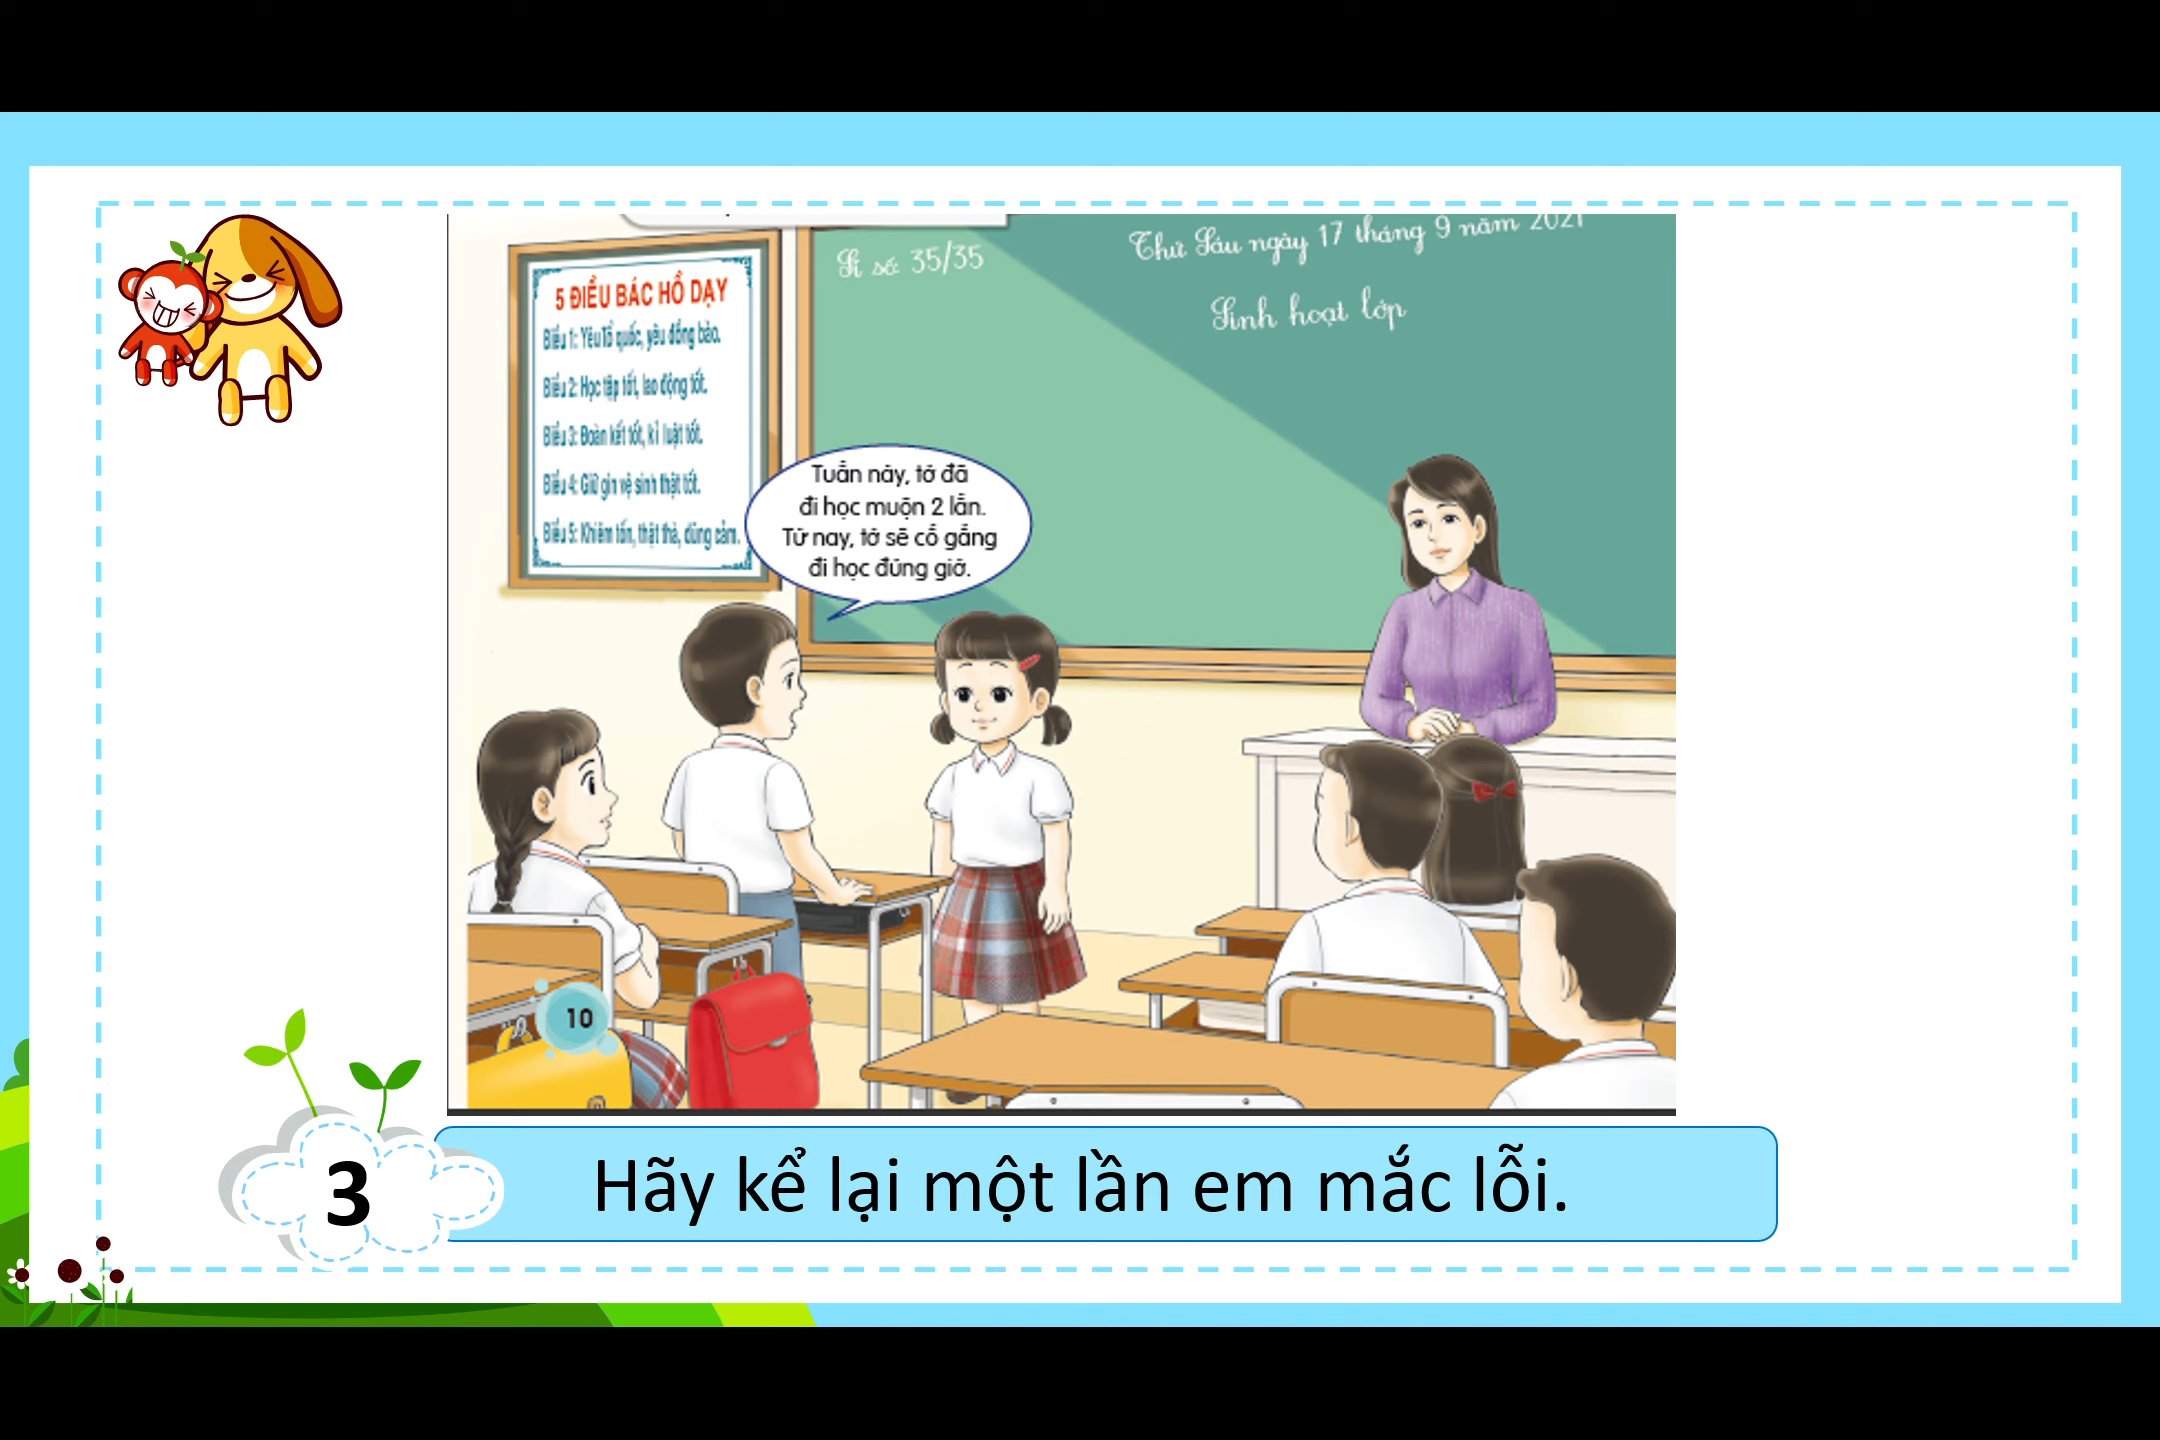 Sĩ số: 35/35
Thứ Sáu ngày 17 tháng 9 năm 2021
Sinh hoạt lớp
5 ĐIỀU BÁC HỒ DẠY
Điều 1: Yêu Tổ quốc, yêu đồng bào.
Điều 2: Học tập tốt, lao động tốt.
Điều 3: Đoàn kết tốt, kỉ luật tốt.
Điều 4: Giữ gìn vệ sinh thật tốt.
Điều 5: Khiêm tốn, thật thà, dũng cảm.
Tuần này, tớ đã
đi học muộn 2 lần.
Từ nay, tớ sẽ cố gắng
đi học đúng giờ.
10
3
Hãy kể lại một lần em mắc lỗi.